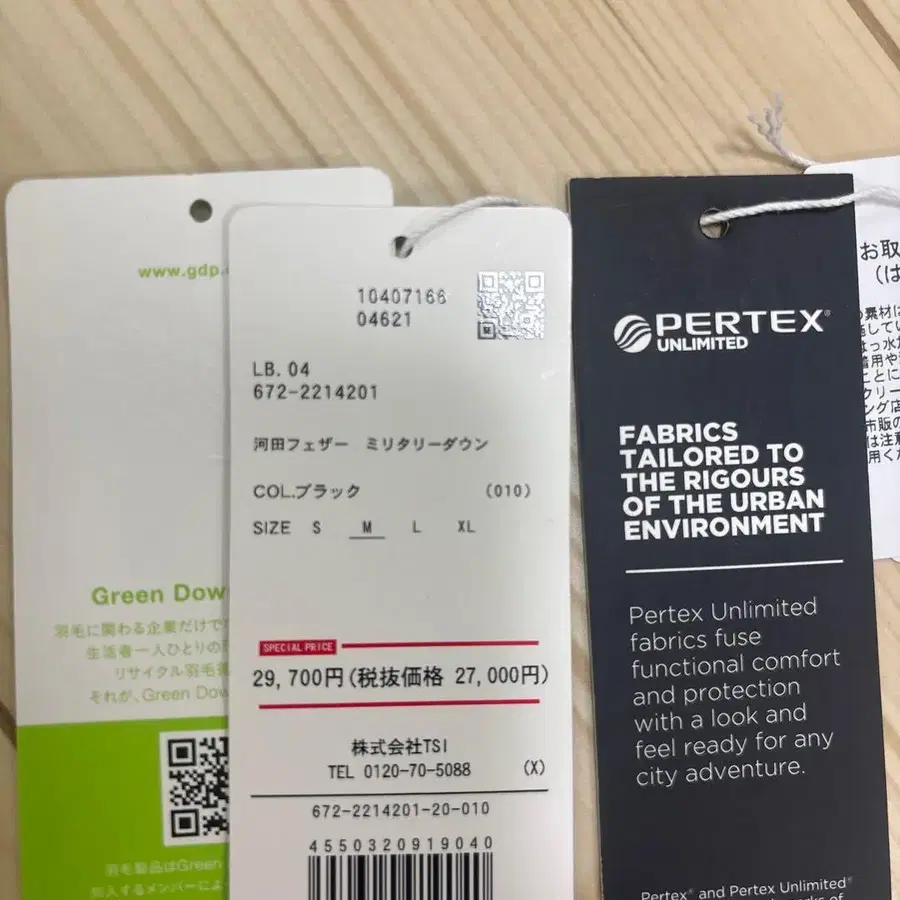 www.gdp.
Green Dow
羽毛に関わる企業だけで
生活者一人ひとりの
リサイクル羽毛
それが、Green Dow
羽毛製品はGreen
加入するメンバーによ
10407166
04621
LB. 04
672-2214201
河田フェザー ミリタリーダウン
COL.ブラック (010)
SIZE S M L XL
SPECIAL PRICE
29,700円(税抜価格 27,000円)
株式会社TSI
TEL 0120-70-5088 (X)
672-2214201-20-010
4550320919040
PERTEX®
UNLIMITED
FABRICS
TAILORED TO
THE RIGOURS
OF THE URBAN
ENVIRONMENT
Pertex Unlimited
fabrics fuse
functional comfort
and protection
with a look and
feel ready for any
city adventure.
Pertex® and Pertex Unlimited®
お取
(は
素材は
施してい
はっ水
着用や
ことに
クリー
ング店
市販の
は注意
用く